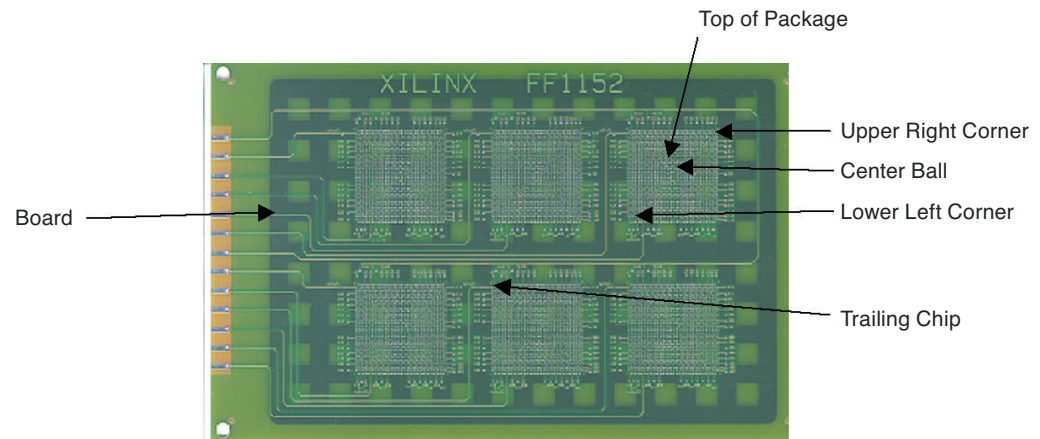 Top of Package
XILINX FF1152
Upper Right Corner
Center Ball
Lower Left Corner
Board
Trailing Chip